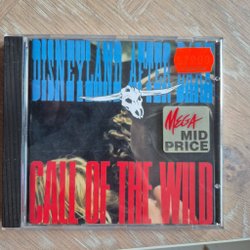 DISNEYLAND AFTER DARK
MEGA
MID
PRICE
CALL OF THE WILD